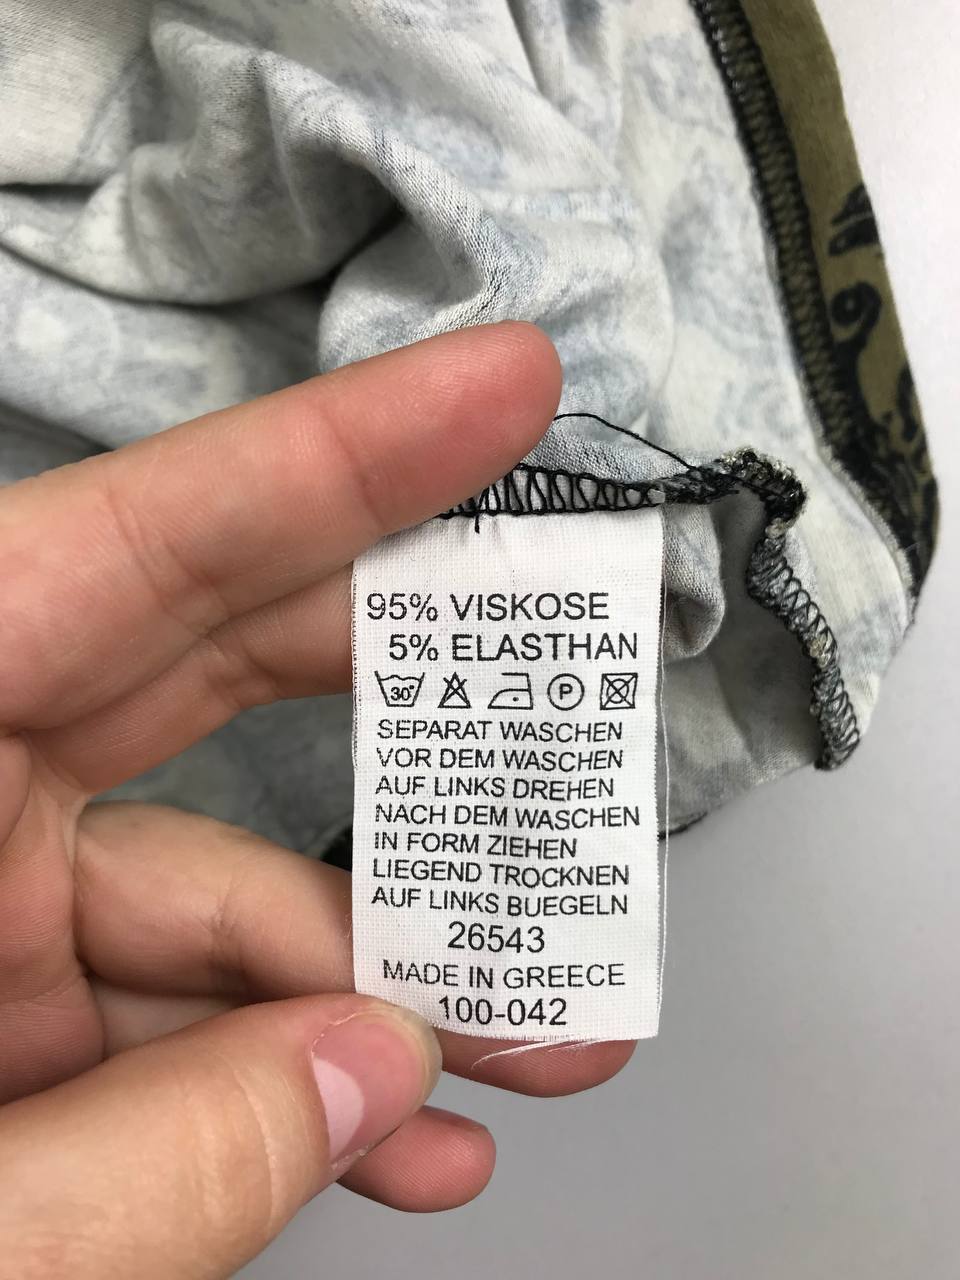 95% VISKOSE
5% ELASTHAN
30° P
SEPARAT WASCHEN
VOR DEM WASCHEN
AUF LINKS DREHEN
NACH DEM WASCHEN
IN FORM ZIEHEN
LIEGEND TROCKNEN
AUF LINKS BUEGELN
26543
MADE IN GREECE
100-042